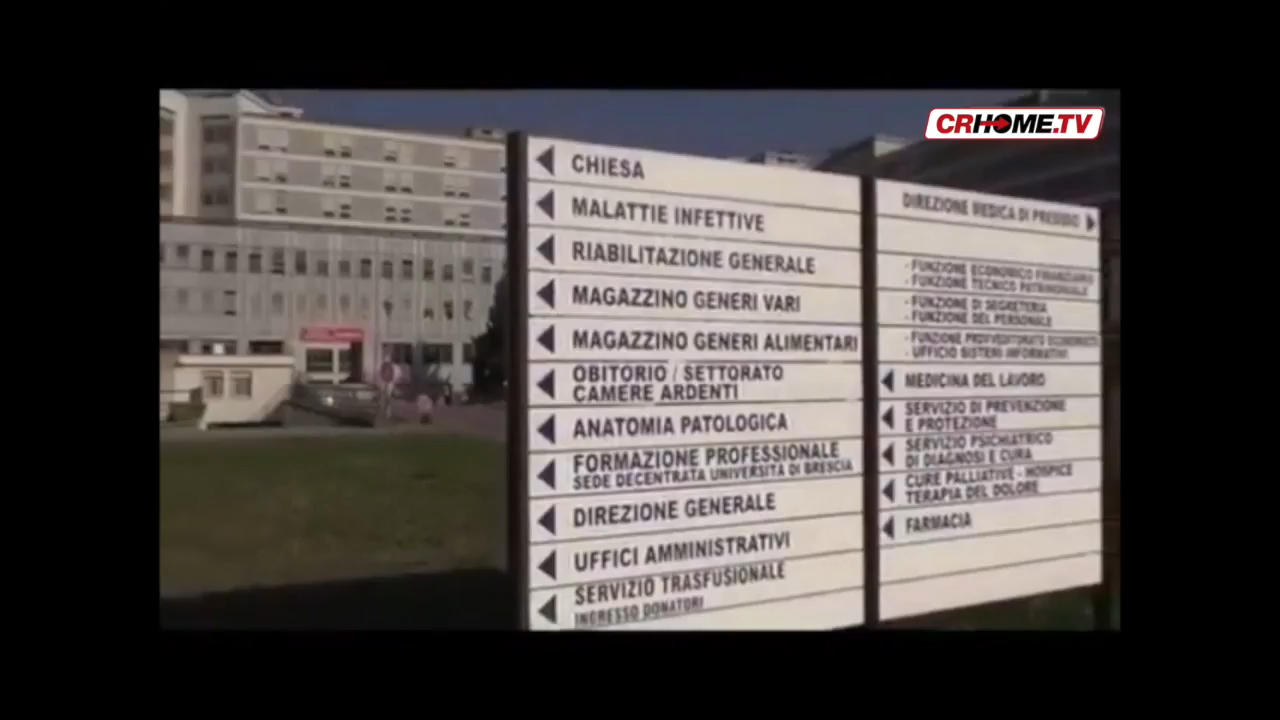 CRHOME.TV
CHIESA
MALATTIE INFETTIVE
RIABILITAZIONE GENERALE
MAGAZZINO GENERI VARI
MAGAZZINO GENERI ALIMENTARI
OBITORIO / SETTORATO
CAMERE ARDENTI
ANATOMIA PATOLOGICA
FORMAZIONE PROFESSIONALE
SEDE DECENTRATA UNIVERSITÀ DI BRESCIA
DIREZIONE GENERALE
UFFICI AMMINISTRATIVI
SERVIZIO TRASFUSIONALE
INGRESSO DONATORI
DIREZIONE MEDICA DI PRESIDIO
- FUNZIONE ECONOMICO FINANZIARIO
- FUNZIONE TECNICO PATRIMONIALE
- FUNZIONE DI SEGRETERIA
- FUNZIONE DEL PERSONALE
- FUNZIONE PROVVEDITORATO ECONOMATO
- UFFICIO SISTEMI INFORMATIVI
MEDICINA DEL LAVORO
SERVIZIO DI PREVENZIONE
E PROTEZIONE
SERVIZIO PSICHIATRICO
DI DIAGNOSI E CURA
CURE PALLIATIVE - HOSPICE
TERAPIA DEL DOLORE
FARMACIA